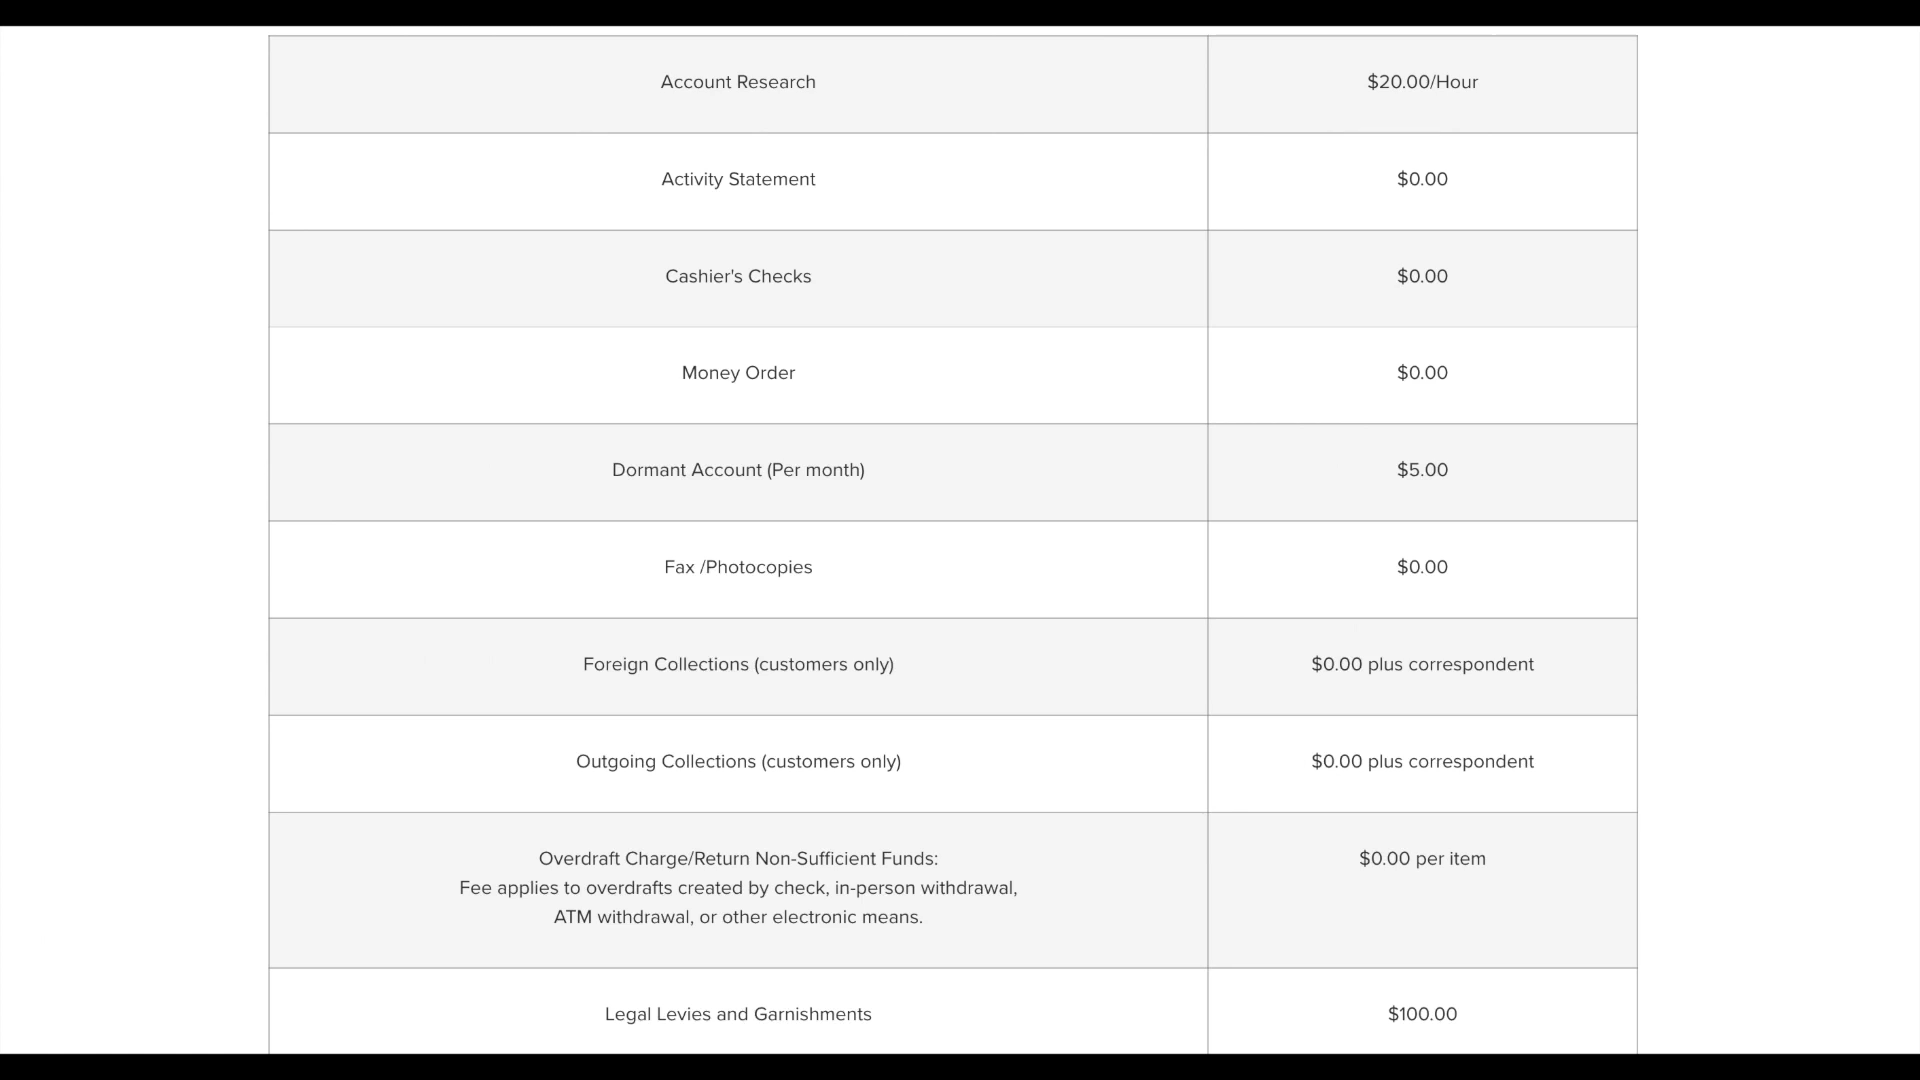 Account Research $20.00/Hour
Activity Statement $0.00
Cashier's Checks $0.00
Money Order $0.00
Dormant Account (Per month) $5.00
Fax /Photocopies $0.00
Foreign Collections (customers only) $0.00 plus correspondent
Outgoing Collections (customers only) $0.00 plus correspondent
Overdraft Charge/Return Non-Sufficient Funds: $0.00 per item
Fee applies to overdrafts created by check, in-person withdrawal,
ATM withdrawal, or other electronic means.
Legal Levies and Garnishments $100.00